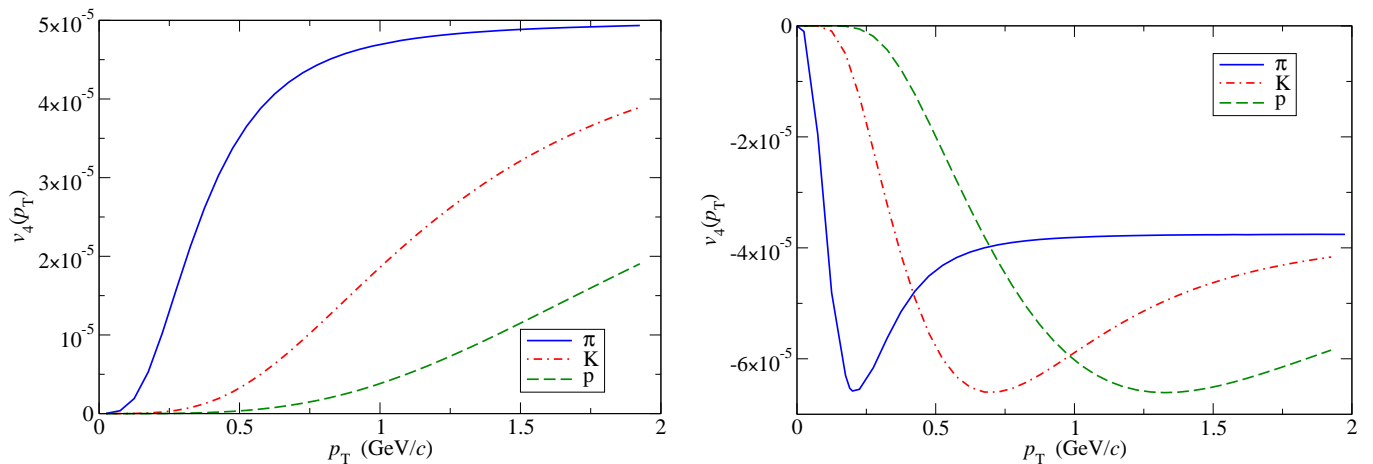 5×10⁻⁵
4×10⁻⁵
3×10⁻⁵
2×10⁻⁵
10⁻⁵
0
v₄(p_T)
0
0.5
1
1.5
2
p_T (GeV/c)
π
K
p
0
-2×10⁻⁵
-4×10⁻⁵
-6×10⁻⁵
v₄(p_T)
0
0.5
1
1.5
2
p_T (GeV/c)
π
K
p